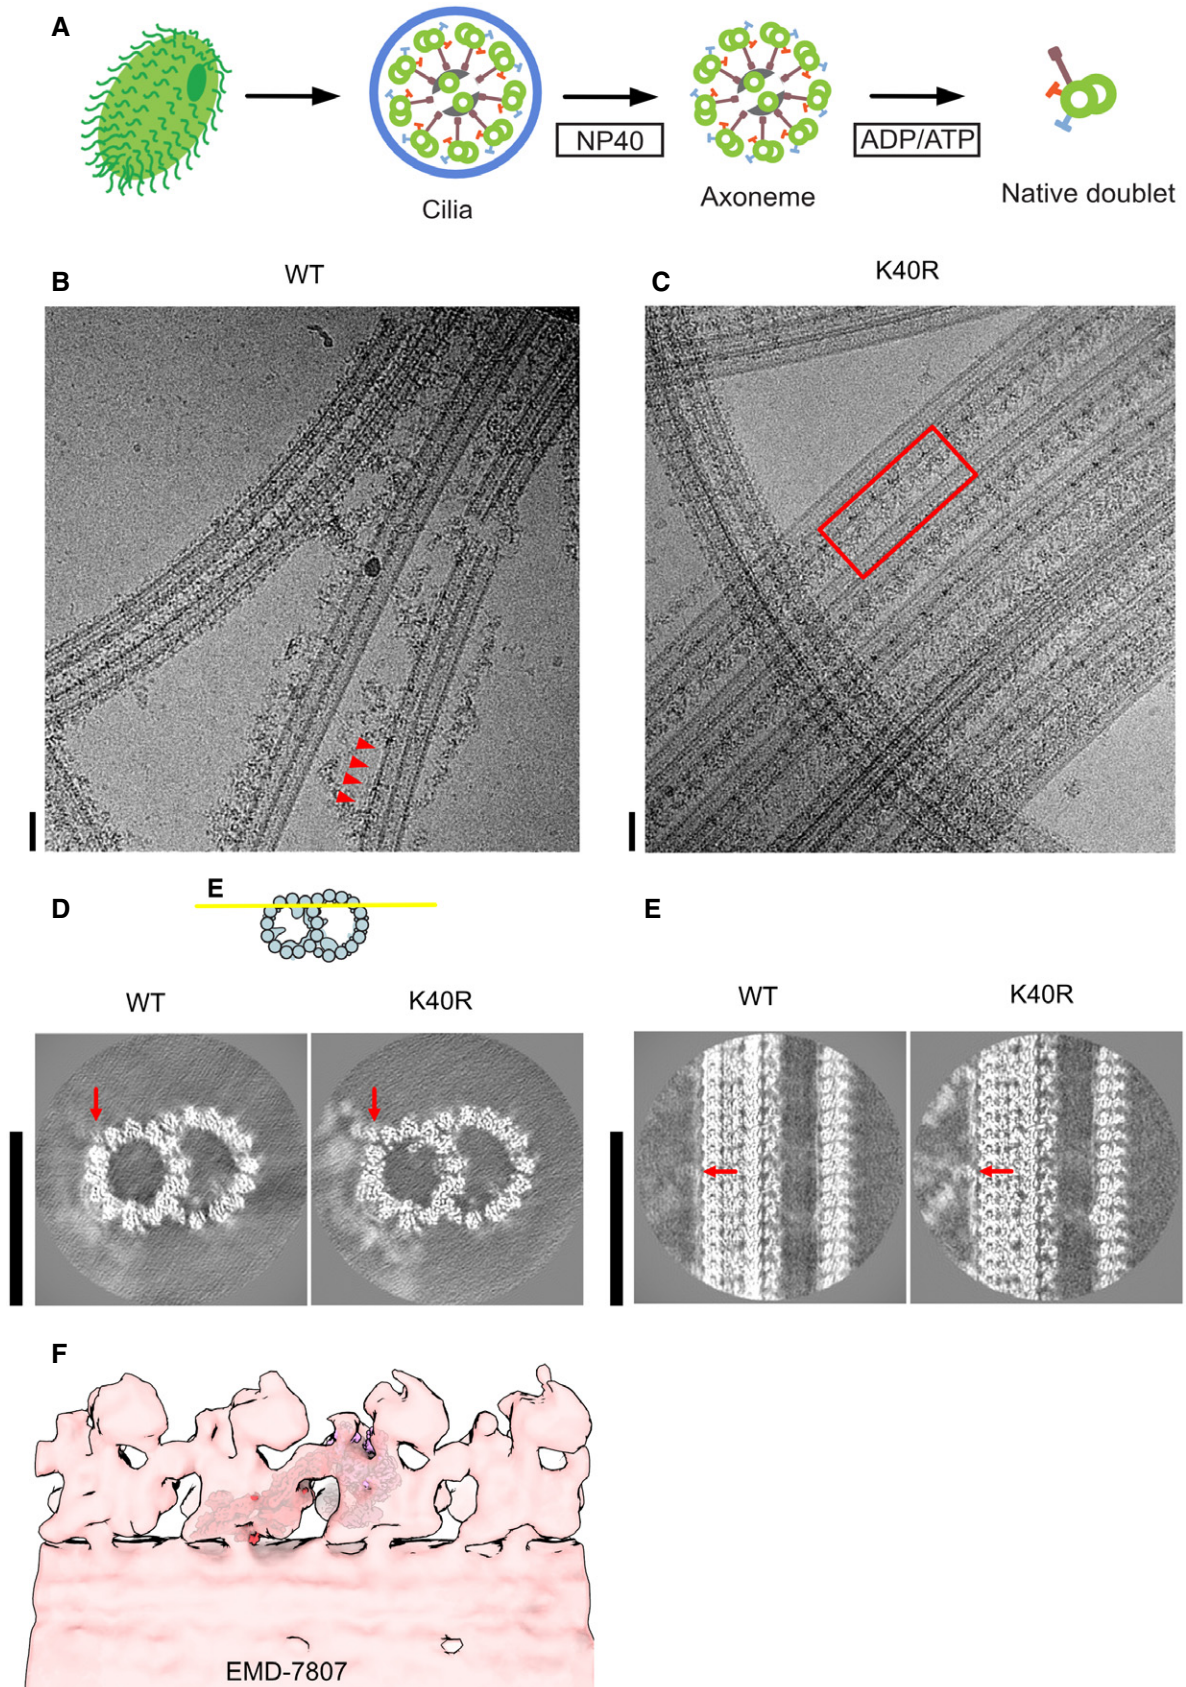 A
NP40
ADP/ATP
Cilia
Axoneme
Native doublet
B
WT
C
K40R
D
E
E
WT
K40R
WT
K40R
F
EMD-7807